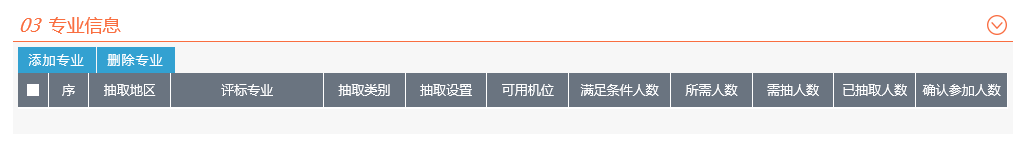 03 专业信息
添加专业 删除专业
序 抽取地区 评标专业 抽取类别 抽取设置 可用机位 满足条件人数 所需人数 需抽人数 已抽取人数 确认参加人数